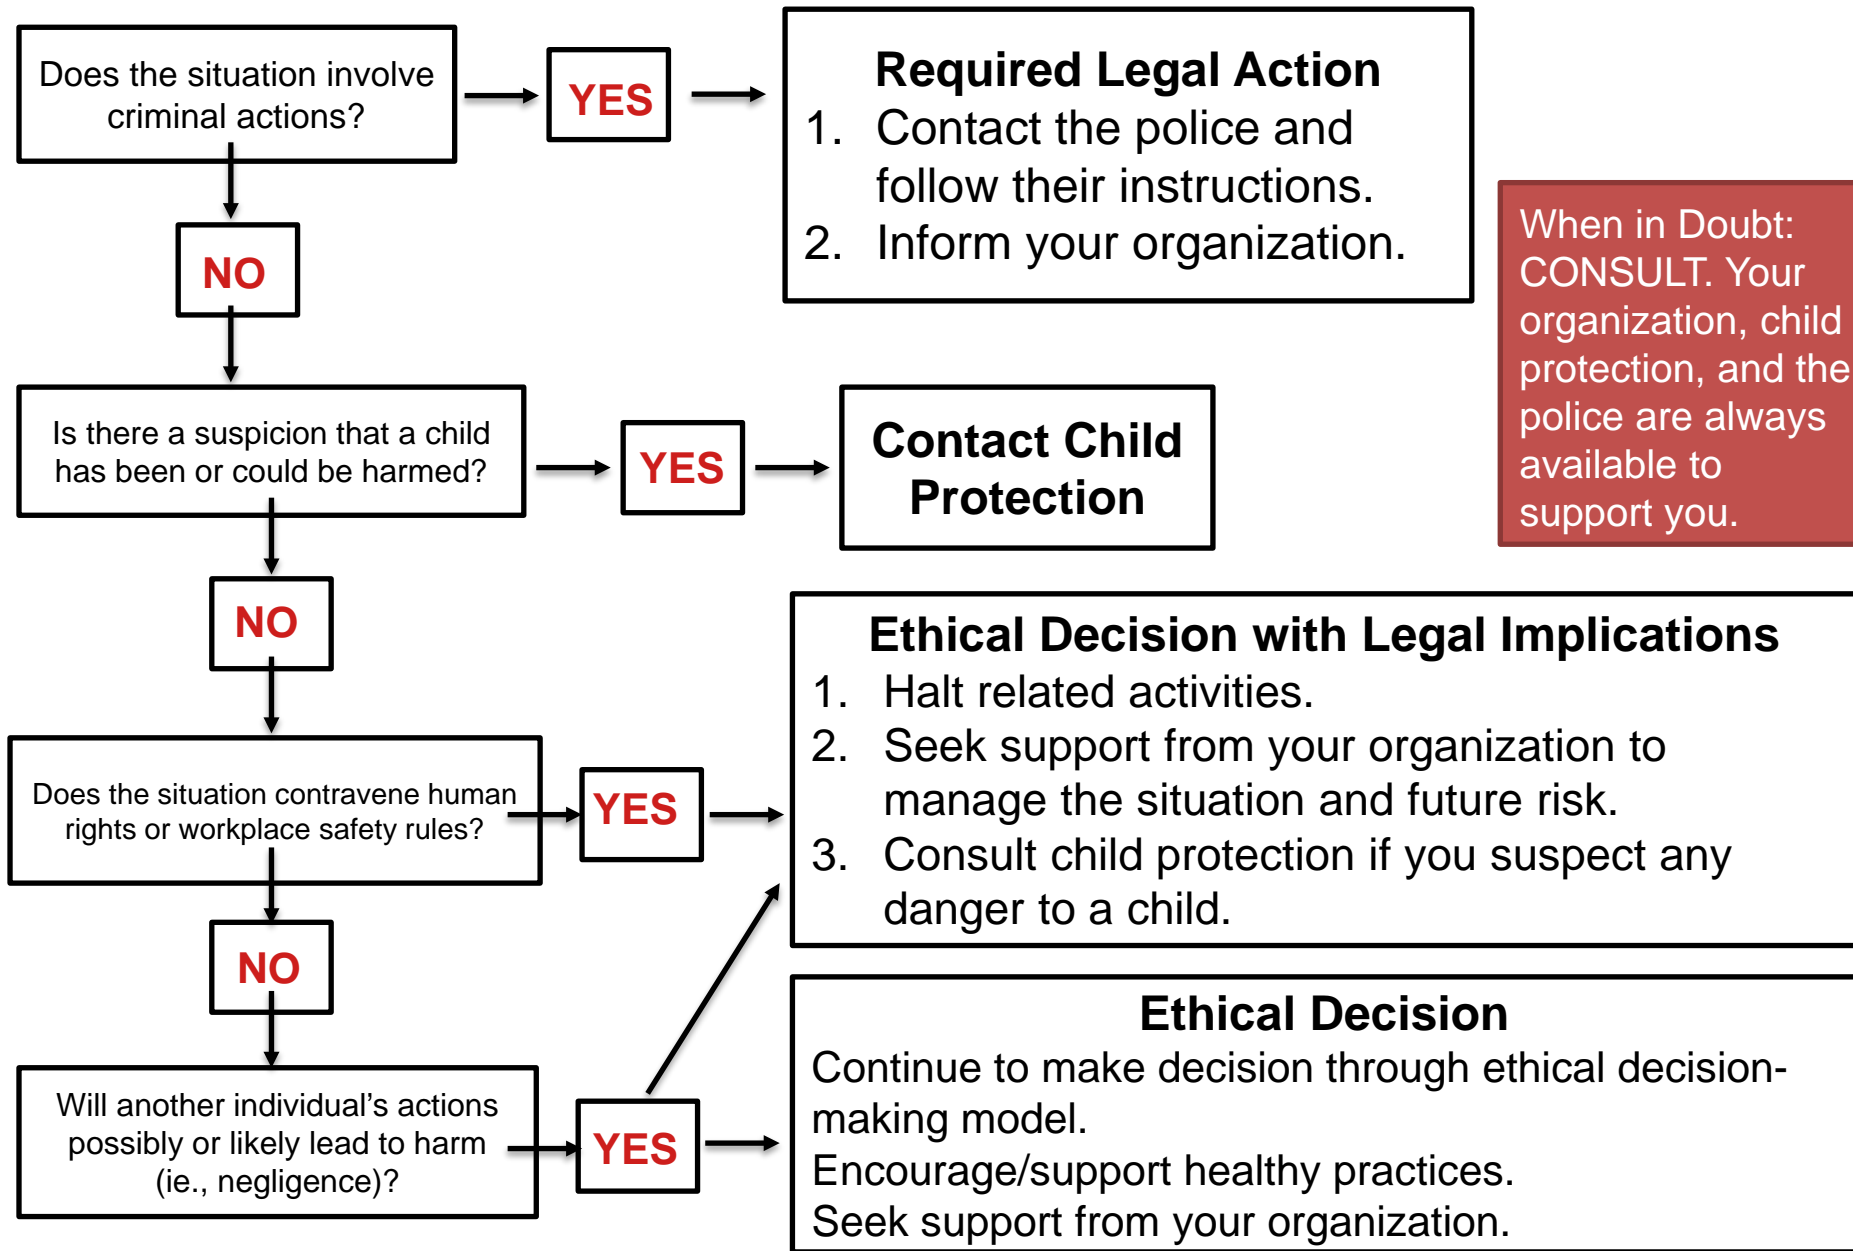 Does the situation involve
criminal actions?
YES
Required Legal Action
1. Contact the police and
follow their instructions.
2. Inform your organization.
When in Doubt:
CONSULT. Your
organization, child
protection, and the
police are always
available to
support you.
NO
Is there a suspicion that a child
has been or could be harmed?
YES
Contact Child
Protection
NO
Does the situation contravene human
rights or workplace safety rules?
YES
Ethical Decision with Legal Implications
1. Halt related activities.
2. Seek support from your organization to
manage the situation and future risk.
3. Consult child protection if you suspect any
danger to a child.
NO
Will another individual’s actions
possibly or likely lead to harm
(ie., negligence)?
YES
Ethical Decision
Continue to make decision through ethical decision-
making model.
Encourage/support healthy practices.
Seek support from your organization.